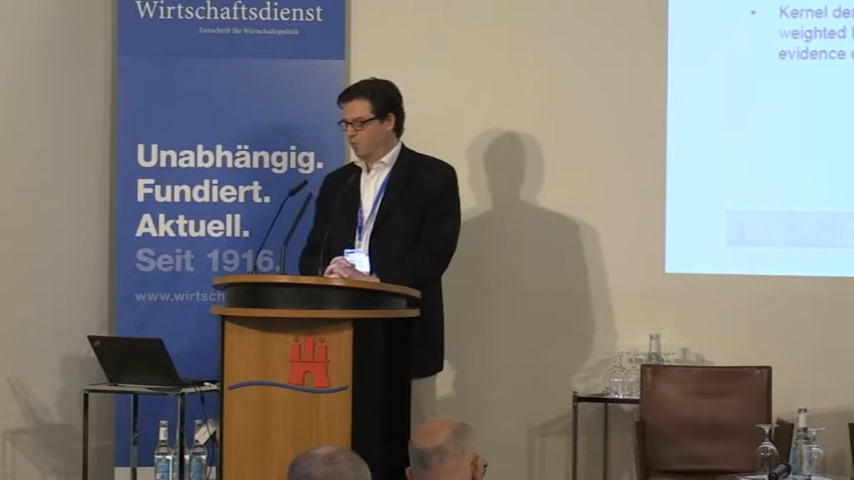 Wirtschaftsdienst
Zeitschrift für Wirtschaftspolitik
Unabhängig.
Fundiert.
Aktuell.
Seit 1916.
www.wirtsch
• Kernel de
weighted
evidence